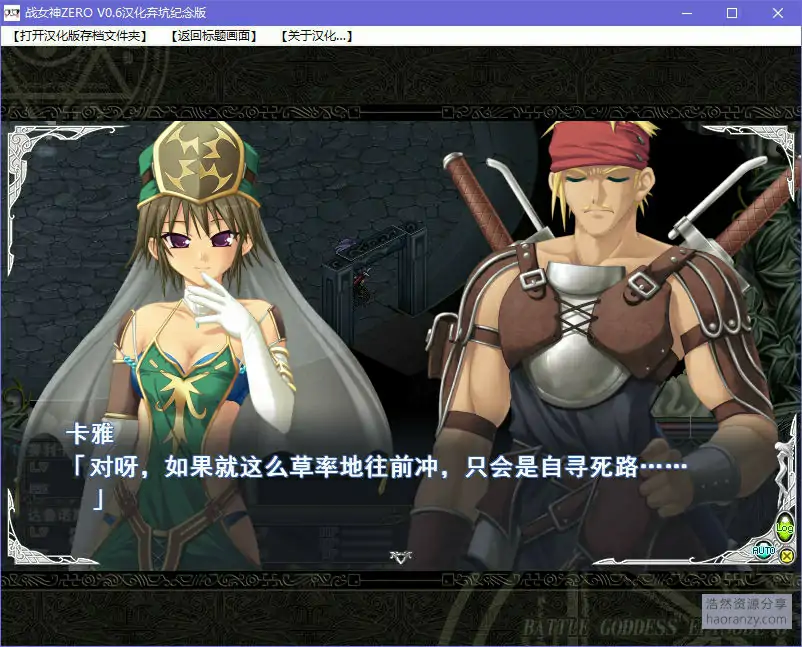 战女神ZERO V0.6汉化弃坑纪念版
【打开汉化版存档文件夹】 【返回标题画面】 【关于汉化...】
卡雅
「对呀，如果就这么草率地往前冲，只会是自寻死路……
」
Log
AUTO
浩然资源分享
haoranzy.com
BATTLE GODDESS EPISODE 0